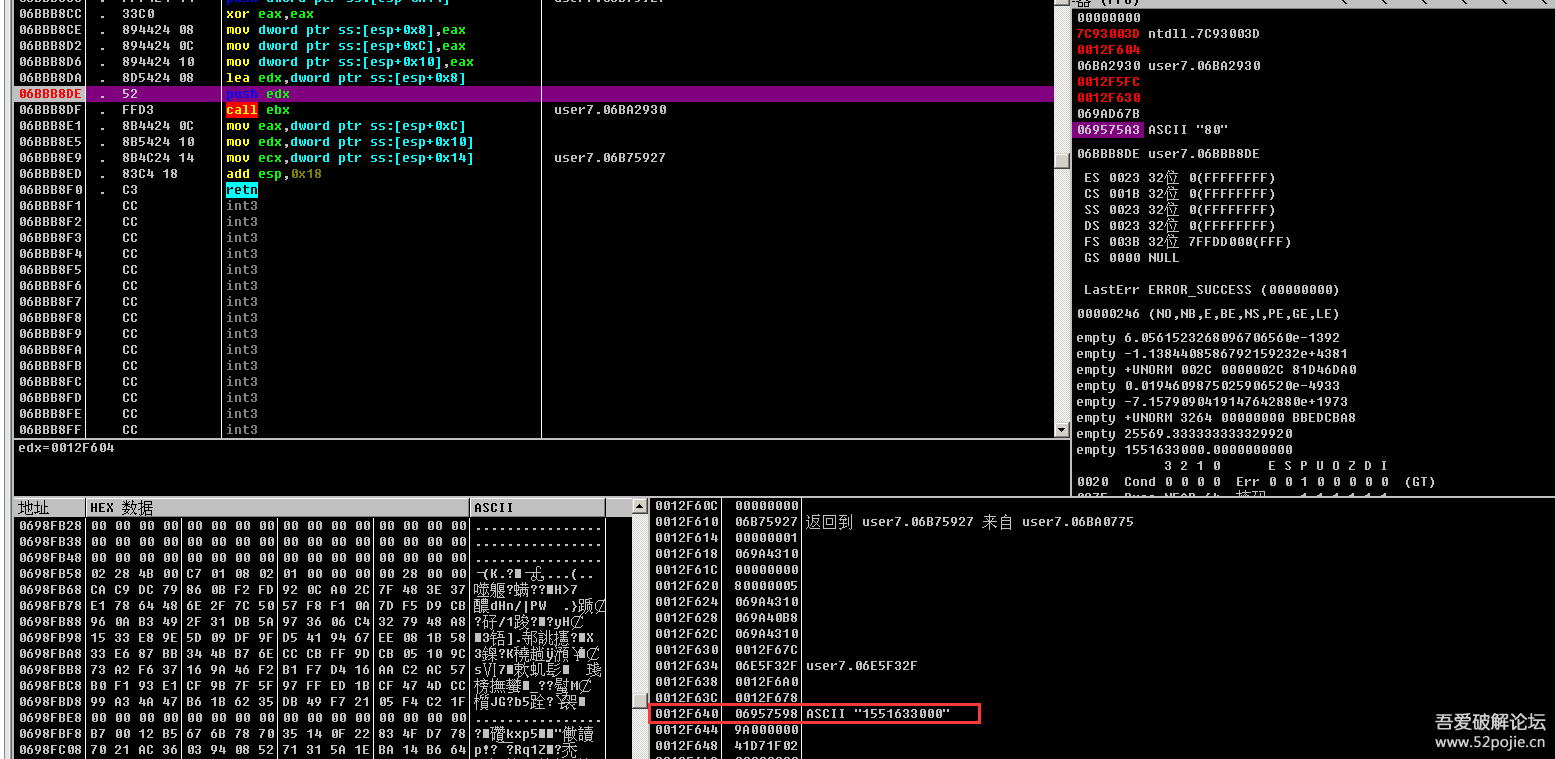 06BBB8CC . 33C0 xor eax,eax
06BBB8CE . 894424 08 mov dword ptr ss:[esp+0x8],eax
06BBB8D2 . 894424 0C mov dword ptr ss:[esp+0xC],eax
06BBB8D6 . 894424 10 mov dword ptr ss:[esp+0x10],eax
06BBB8DA . 8D5424 08 lea edx,dword ptr ss:[esp+0x8]
06BBB8DE . 52 push edx
06BBB8DF . FFD3 call ebx user7.06BA2930
06BBB8E1 . 8B4424 0C mov eax,dword ptr ss:[esp+0xC]
06BBB8E5 . 8B5424 10 mov edx,dword ptr ss:[esp+0x10]
06BBB8E9 . 8B4C24 14 mov ecx,dword ptr ss:[esp+0x14] user7.06B75927
06BBB8ED . 83C4 18 add esp,0x18
06BBB8F0 . C3 retn
06BBB8F1 CC int3
06BBB8F2 CC int3
06BBB8F3 CC int3
06BBB8F4 CC int3
06BBB8F5 CC int3
06BBB8F6 CC int3
06BBB8F7 CC int3
06BBB8F8 CC int3
06BBB8F9 CC int3
06BBB8FA CC int3
06BBB8FB CC int3
06BBB8FC CC int3
06BBB8FD CC int3
06BBB8FE CC int3
06BBB8FF CC int3
edx=0012F604
00000000
7C93003D ntdll.7C93003D
0012F604
06BA2930 user7.06BA2930
0012F5FC
0012F630
069AD67B
069575A3 ASCII "80"
06BBB8DE user7.06BBB8DE
ES 0023 32位 0(FFFFFFFF)
CS 001B 32位 0(FFFFFFFF)
SS 0023 32位 0(FFFFFFFF)
DS 0023 32位 0(FFFFFFFF)
FS 003B 32位 7FFDD000(FFF)
GS 0000 NULL
LastErr ERROR_SUCCESS (00000000)
00000246 (NO,NB,E,BE,NS,PE,GE,LE)
empty 6.0561523268096706560e-1392
empty -1.1384408586792159232e+4381
empty +UNORM 002C 0000002C 81D46DA0
empty 0.0194609875025906520e-4933
empty -7.1579090419147642880e+1973
empty +UNORM 3264 00000000 BBEDCBA8
empty 25569.333333333329920
empty 1551633000.0000000000
3 2 1 0 E S P U O Z D I
0020 Cond 0 0 0 0 Err 0 0 1 0 0 0 0 0 (GT)
地址 HEX 数据 ASCII
0698FB28 00 00 00 00 00 00 00 00 00 00 00 00 00 00 00 00 ................
0698FB38 00 00 00 00 00 00 00 00 00 00 00 00 00 00 00 00 ................
0698FB48 00 00 00 00 00 00 00 00 00 00 00 00 00 00 00 00 ................
0698FB58 02 28 4B 00 C7 01 08 02 01 00 00 00 00 28 00 00
0698FB68 CA C9 DC 79 86 0B F2 FD 92 0C A0 2C 7F 48 3E 37
0698FB78 E1 78 64 48 6E 2F 7C 50 57 F8 F1 0A 7D F5 D9 CB
0698FB88 96 0A B3 49 2F 31 DB 5A 97 36 06 C4 32 79 48 A8
0698FB98 15 33 E8 9E 5D 09 DF 9F D5 41 94 67 EE 08 1B 58
0698FBA8 33 E6 87 BB 34 4B B7 6E CC CB FF 9D CB 05 10 9C
0698FBB8 73 A2 F6 37 16 9A 46 F2 B1 F7 D4 16 AA C2 AC 57
0698FBC8 B0 F1 93 E1 CF 9B 7F 5F 97 FF ED 1B CF 47 4D CC
0698FBD8 99 A3 4A 47 B6 1B 62 35 DB 49 F7 21 05 F4 C2 1F
0698FBE8 00 00 00 00 00 00 00 00 00 00 00 00 00 00 00 00 ................
0698FBF8 B7 00 12 B5 67 6B 78 70 35 14 0F 22 83 4F D7 78
0698FC08 70 21 AC 36 03 94 08 52 71 31 5A 1E BA 14 B6 64
0012F60C 00000000
0012F610 06B75927 返回到 user7.06B75927 来自 user7.06BA0775
0012F614 00000001
0012F618 069A4310
0012F61C 00000000
0012F620 80000005
0012F624 069A4310
0012F628 069A40B8
0012F62C 069A4310
0012F630 0012F67C
0012F634 06E5F32F user7.06E5F32F
0012F638 0012F6A0
0012F63C 0012F678
0012F640 06957598 ASCII "1551633000"
0012F644 9A000000
0012F648 41D71F02
吾爱破解论坛
www.52pojie.cn